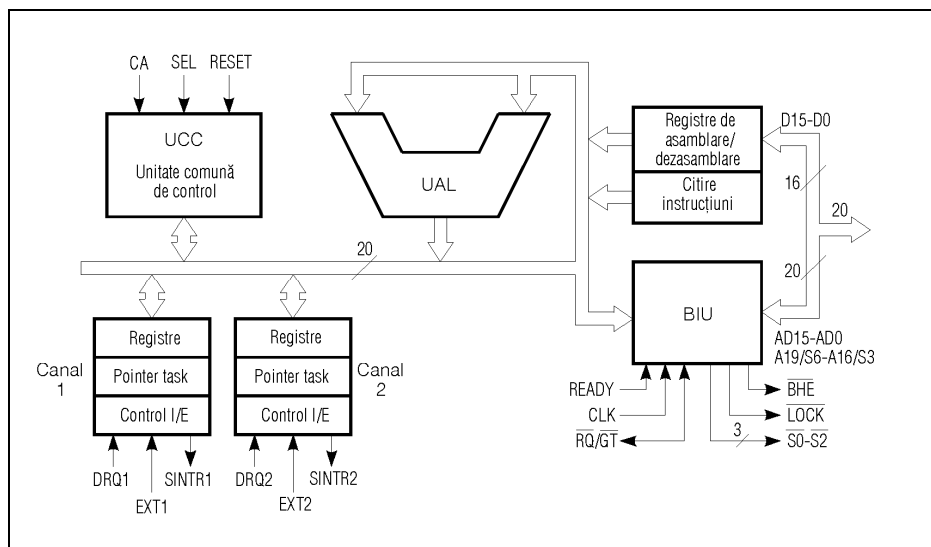 CA SEL RESET
UCC
Unitate comună
de control
UAL
Registre de
asamblare/
dezasamblare
Citire
instrucțiuni
D15-D0
16
20
20
20
BIU
AD15-AD0
A19/S6-A16/S3
Canal
1
Registre
Pointer task
Control I/E
Registre
Pointer task
Control I/E
Canal
2
READY
CLK
RQ/GT
BHE
LOCK
3
S0-S2
DRQ1
EXT1
SINTR1
DRQ2
EXT2
SINTR2